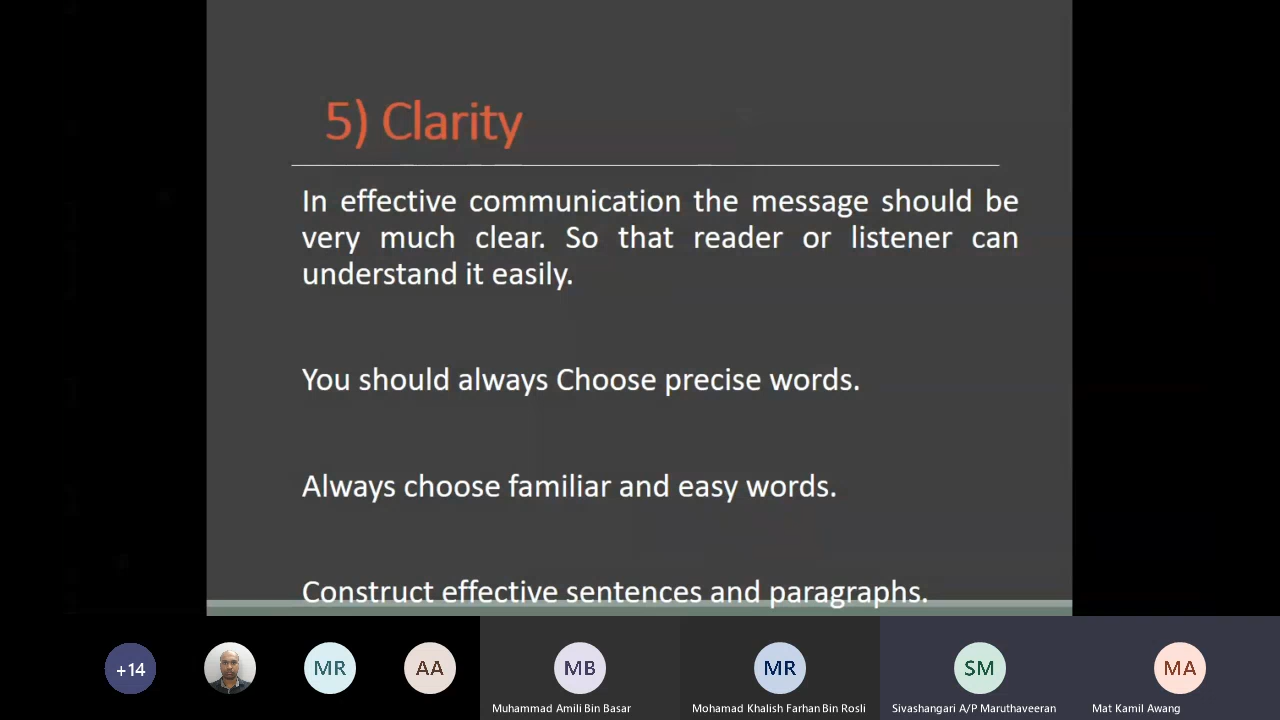 5) Clarity
In effective communication the message should be
very much clear. So that reader or listener can
understand it easily.
You should always Choose precise words.
Always choose familiar and easy words.
Construct effective sentences and paragraphs.
+14
MR
AA
MB
MR
SM
MA
Muhammad Amili Bin Basar
Mohamad Khalish Farhan Bin Rosli
Sivashangari A/P Maruthaveeran
Mat Kamil Awang